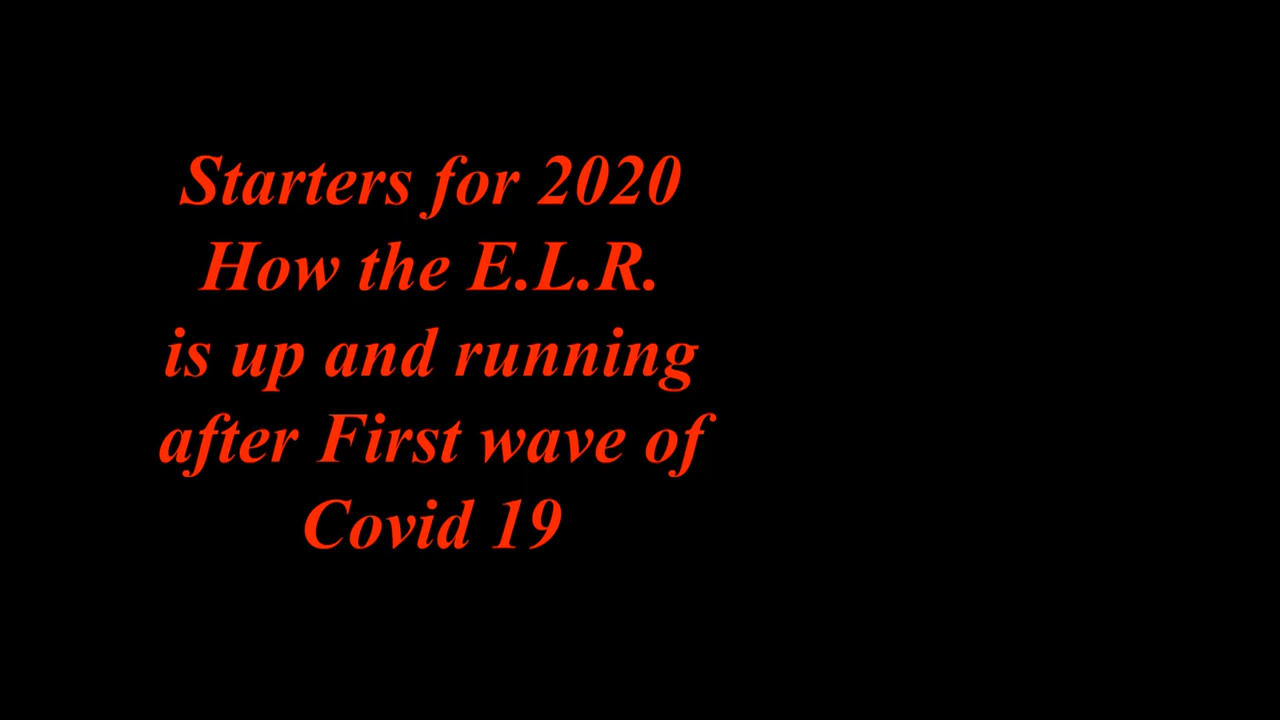 Starters for 2020
How the E.L.R.
is up and running
after First wave of
Covid 19